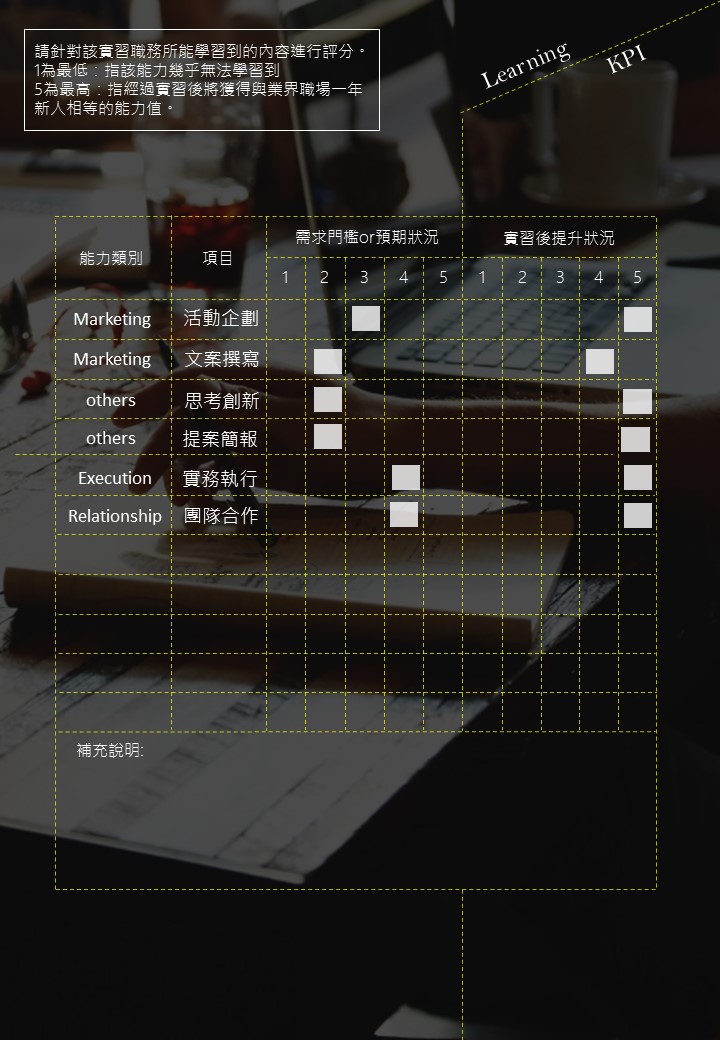 請針對該實習職務所能學習到的內容進行評分。
1為最低：指該能力幾乎無法學習到
5為最高：指經過實習後將獲得與業界職場一年
新人相等的能力值。
Learning KPI
能力類別 項目 需求門檻or預期狀況 實習後提升狀況
1 2 3 4 5 1 2 3 4 5
Marketing 活動企劃
Marketing 文案撰寫
others 思考創新
others 提案簡報
Execution 實務執行
Relationship 團隊合作
補充說明: